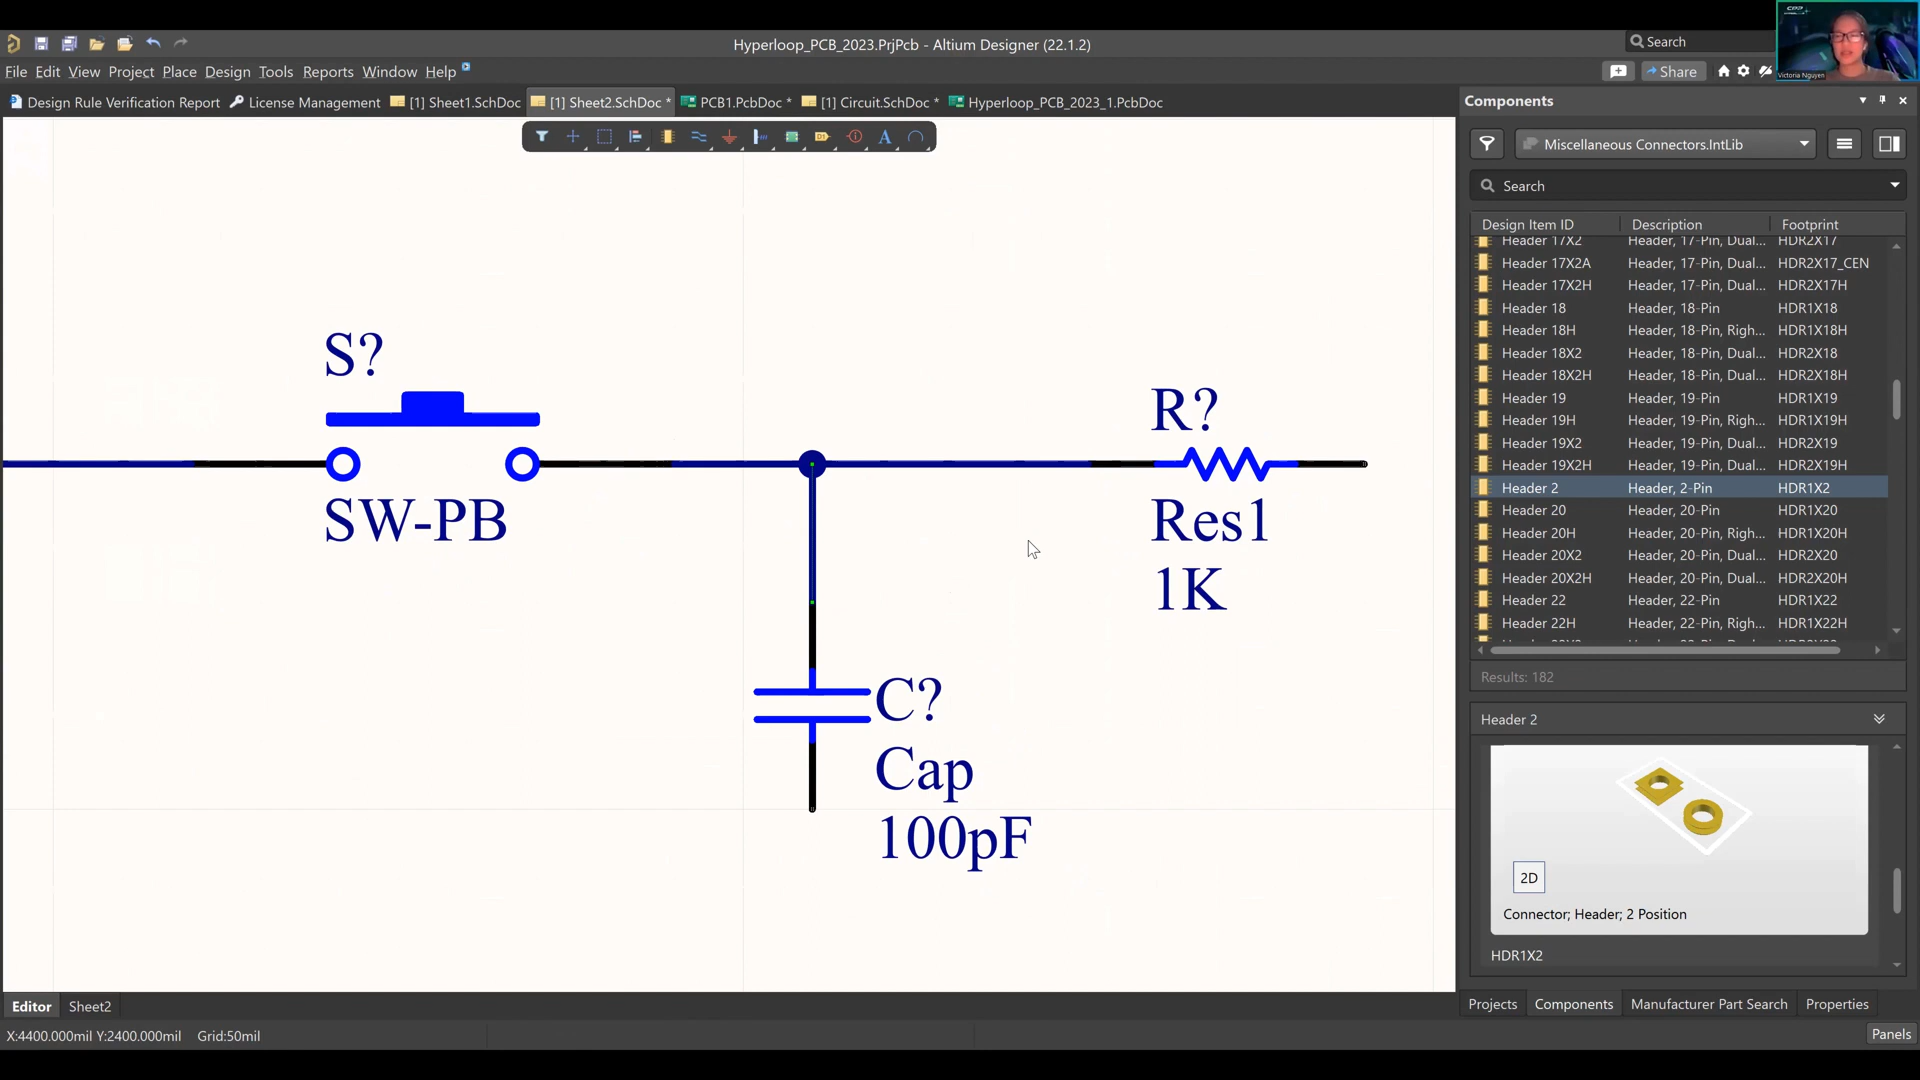 Hyperloop_PCB_2023.PrjPcb - Altium Designer (22.1.2)
Search
CPP
Victoria Nguyen
File Edit View Project Place Design Tools Reports Window Help
Share
Design Rule Verification Report
License Management
[1] Sheet1.SchDoc
[1] Sheet2.SchDoc *
PCB1.PcbDoc *
[1] Circuit.SchDoc *
Hyperloop_PCB_2023_1.PcbDoc
S?
SW-PB
R?
Res1
1K
C?
Cap
100pF
Components
Miscellaneous Connectors.IntLib
Search
Design Item ID Description Footprint
Header 17X2 Header, 17-Pin, Dual... HDR2X17
Header 17X2A Header, 17-Pin, Dual... HDR2X17_CEN
Header 17X2H Header, 17-Pin, Dual... HDR2X17H
Header 18 Header, 18-Pin HDR1X18
Header 18H Header, 18-Pin, Righ... HDR1X18H
Header 18X2 Header, 18-Pin, Dual... HDR2X18
Header 18X2H Header, 18-Pin, Dual... HDR2X18H
Header 19 Header, 19-Pin HDR1X19
Header 19H Header, 19-Pin, Righ... HDR1X19H
Header 19X2 Header, 19-Pin, Dual... HDR2X19
Header 19X2H Header, 19-Pin, Dual... HDR2X19H
Header 2 Header, 2-Pin HDR1X2
Header 20 Header, 20-Pin HDR1X20
Header 20H Header, 20-Pin, Righ... HDR1X20H
Header 20X2 Header, 20-Pin, Dual... HDR2X20
Header 20X2H Header, 20-Pin, Dual... HDR2X20H
Header 22 Header, 22-Pin HDR1X22
Header 22H Header, 22-Pin, Righ... HDR1X22H
Results: 182
Header 2
2D
Connector; Header; 2 Position
HDR1X2
Projects Components Manufacturer Part Search Properties
Editor Sheet2
X:4400.000mil Y:2400.000mil Grid:50mil
Panels